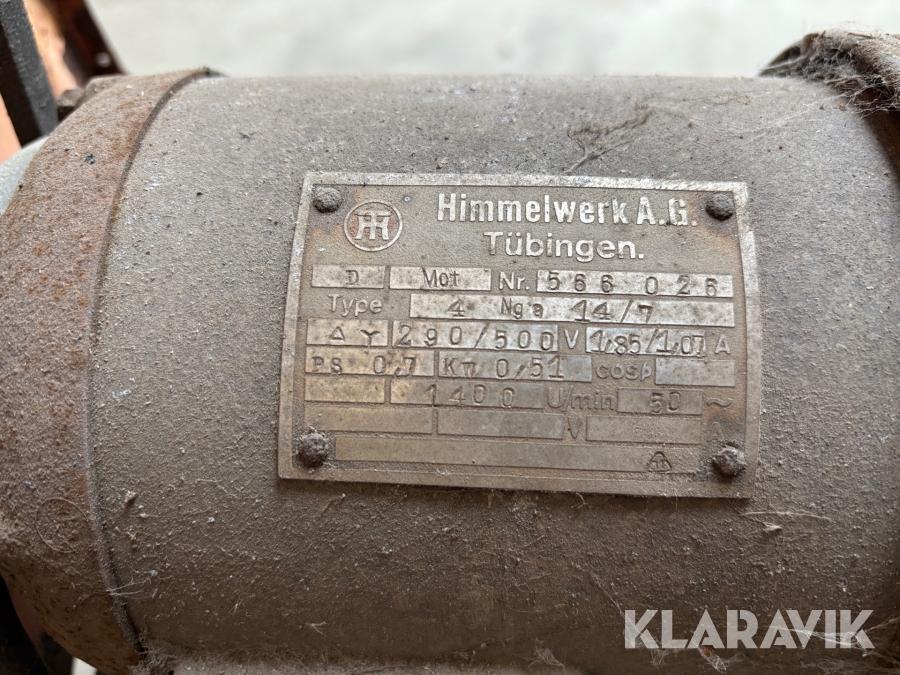 Himmelwerk A.G.
Tübingen.
D Mot Nr. 566 026
Type 4 Nga 14/7
Δ Y 290/500 V 1,85/1,07 A
PS 0,7 KW 0,51 cosφ
1400 U/min 50 ~
V A
KLARAVIK